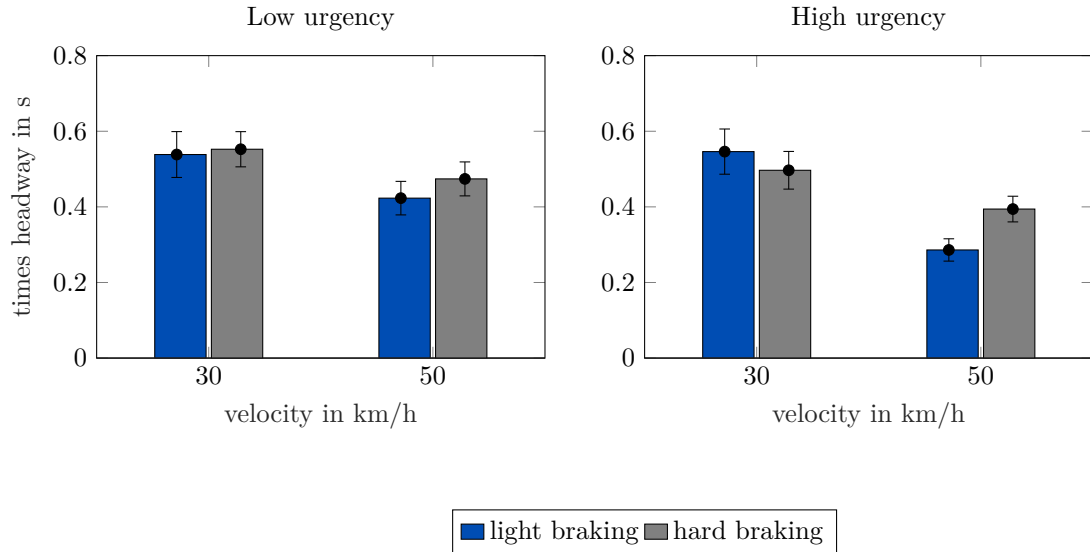 Low urgency
0.8
0.6
0.4
0.2
0
30
50
times headway in s
velocity in km/h
High urgency
0.8
0.6
0.4
0.2
0
30
50
velocity in km/h
light braking
hard braking